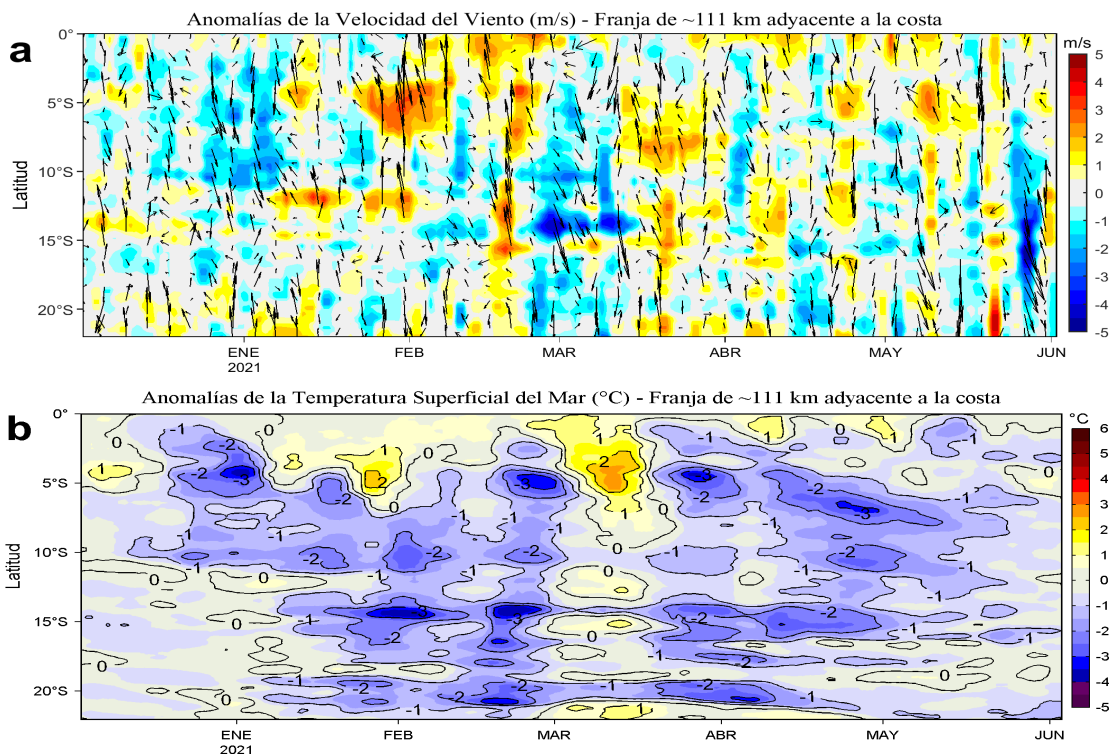 Anomalías de la Velocidad del Viento (m/s) - Franja de ~111 km adyacente a la costa
a
m/s
0°
5°S
10°S
15°S
20°S
Latitud
5
4
3
2
1
0
-1
-2
-3
-4
-5
ENE FEB MAR ABR MAY JUN
2021
Anomalías de la Temperatura Superficial del Mar (°C) - Franja de ~111 km adyacente a la costa
b
°C
0°
5°S
10°S
15°S
20°S
Latitud
6
5
4
3
2
1
0
-1
-2
-3
4
-5
ENE FEB MAR ABR MAY JUN
2021